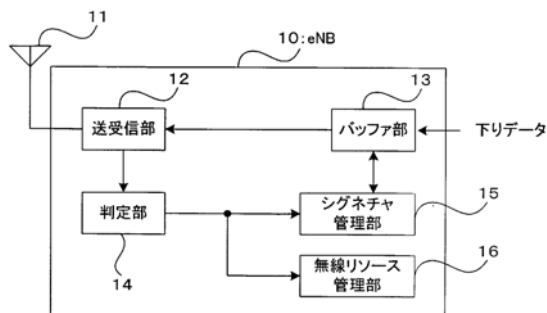 11
10:eNB
12
13
送受信部
バッファ部
下りデータ
判定部
14
シグネチャ
管理部
15
無線リソース
管理部
16